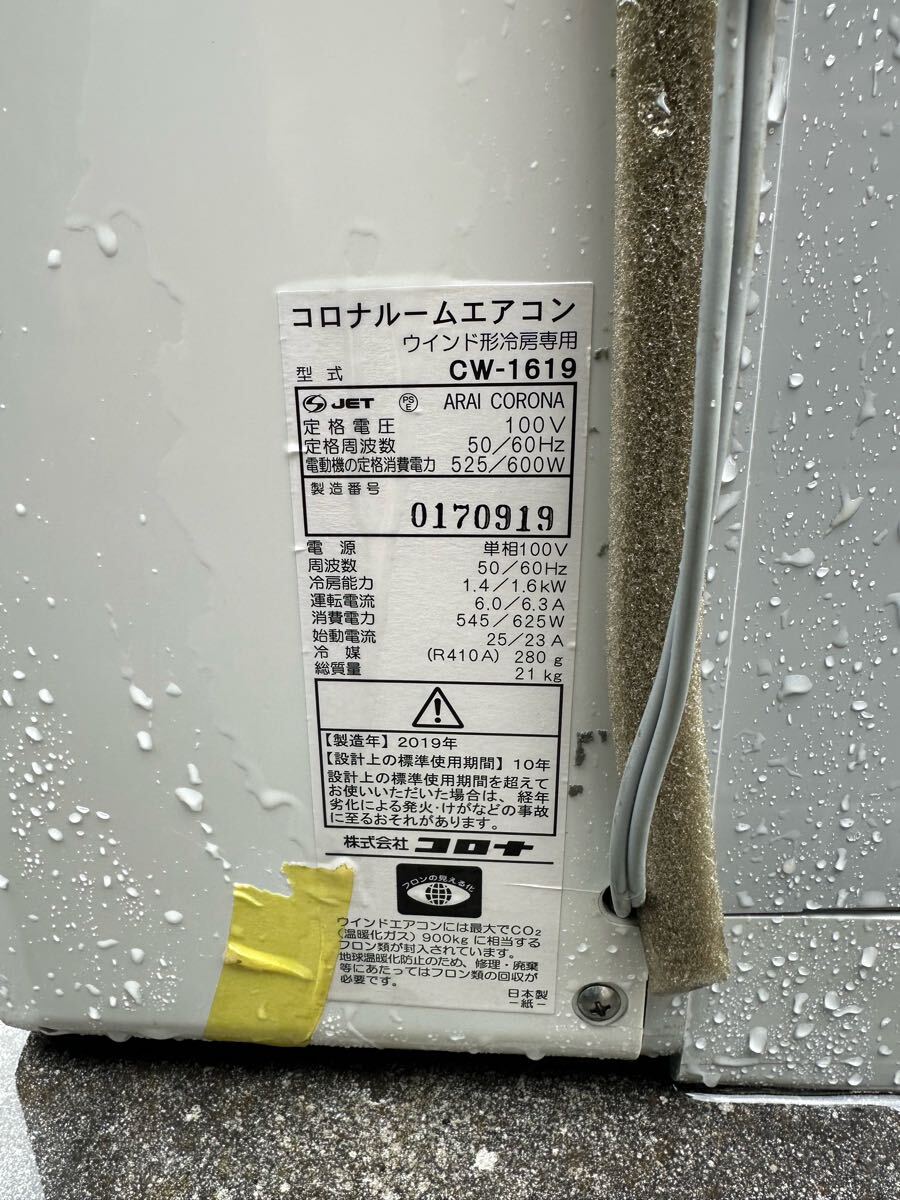 コロナルームエアコン
ウインド形冷房専用
型式 CW-1619
JET PS E ARAI CORONA
定格電圧 100V
定格周波数 50/60Hz
電動機の定格消費電力 525/600W
製造番号
0170919
電源 単相100V
周波数 50/60Hz
冷房能力 1.4/1.6kW
運転電流 6.0/6.3A
消費電力 545/625W
始動電流 25/23A
冷媒 (R410A) 280g
総質量 21kg
【製造年】2019年
【設計上の標準使用期間】10年
設計上の標準使用期間を超えて
お使いいただいた場合は、経年
劣化による発火・けがなどの事故
に至るおそれがあります。
株式会社 コロナ
フロンの見える化
ウインドエアコンには最大でCO₂
(温暖化ガス) 900kgに相当する
フロン類が封入されています。
地球温暖化防止のため、修理・廃棄
等にあたってはフロン類の回収が
必要です。
日本製
-紙-